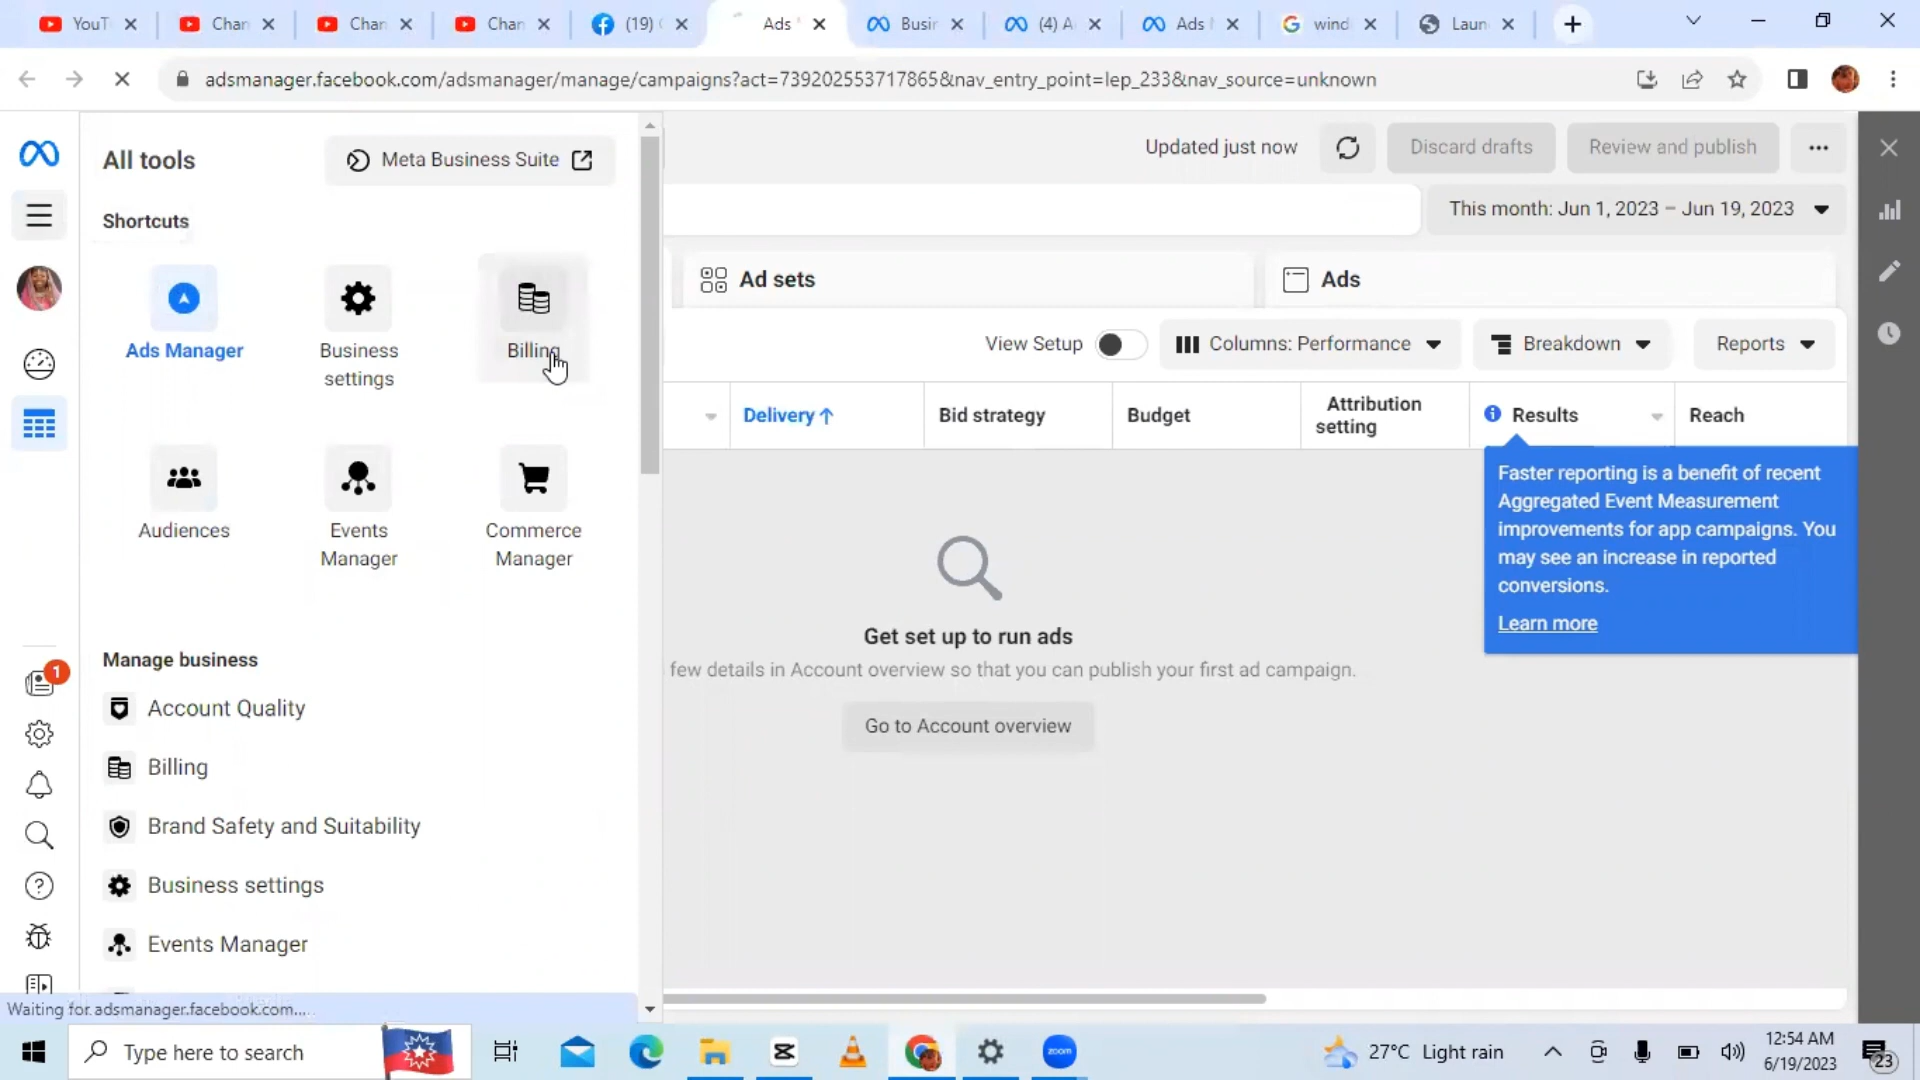 YouT
Chan
Chan
Chan
(19)
Ads
Busin
(4) A
Ads
wind
Laun
adsmanager.facebook.com/adsmanager/manage/campaigns?act=739202553717865&nav_entry_point=lep_233&nav_source=unknown
All tools
Meta Business Suite
Updated just now
Discard drafts
Review and publish
Shortcuts
This month: Jun 1, 2023 – Jun 19, 2023
Ad sets
Ads
Ads Manager
Business settings
Billing
View Setup
Columns: Performance
Breakdown
Reports
Delivery ↑
Bid strategy
Budget
Attribution setting
Results
Reach
Faster reporting is a benefit of recent
Aggregated Event Measurement
improvements for app campaigns. You
may see an increase in reported
conversions.
Learn more
Audiences
Events Manager
Commerce Manager
Get set up to run ads
few details in Account overview so that you can publish your first ad campaign.
Go to Account overview
Manage business
1
Account Quality
Billing
Brand Safety and Suitability
Business settings
Events Manager
Waiting for adsmanager.facebook.com...
Type here to search
zoom
27°C Light rain
12:54 AM
6/19/2023
23